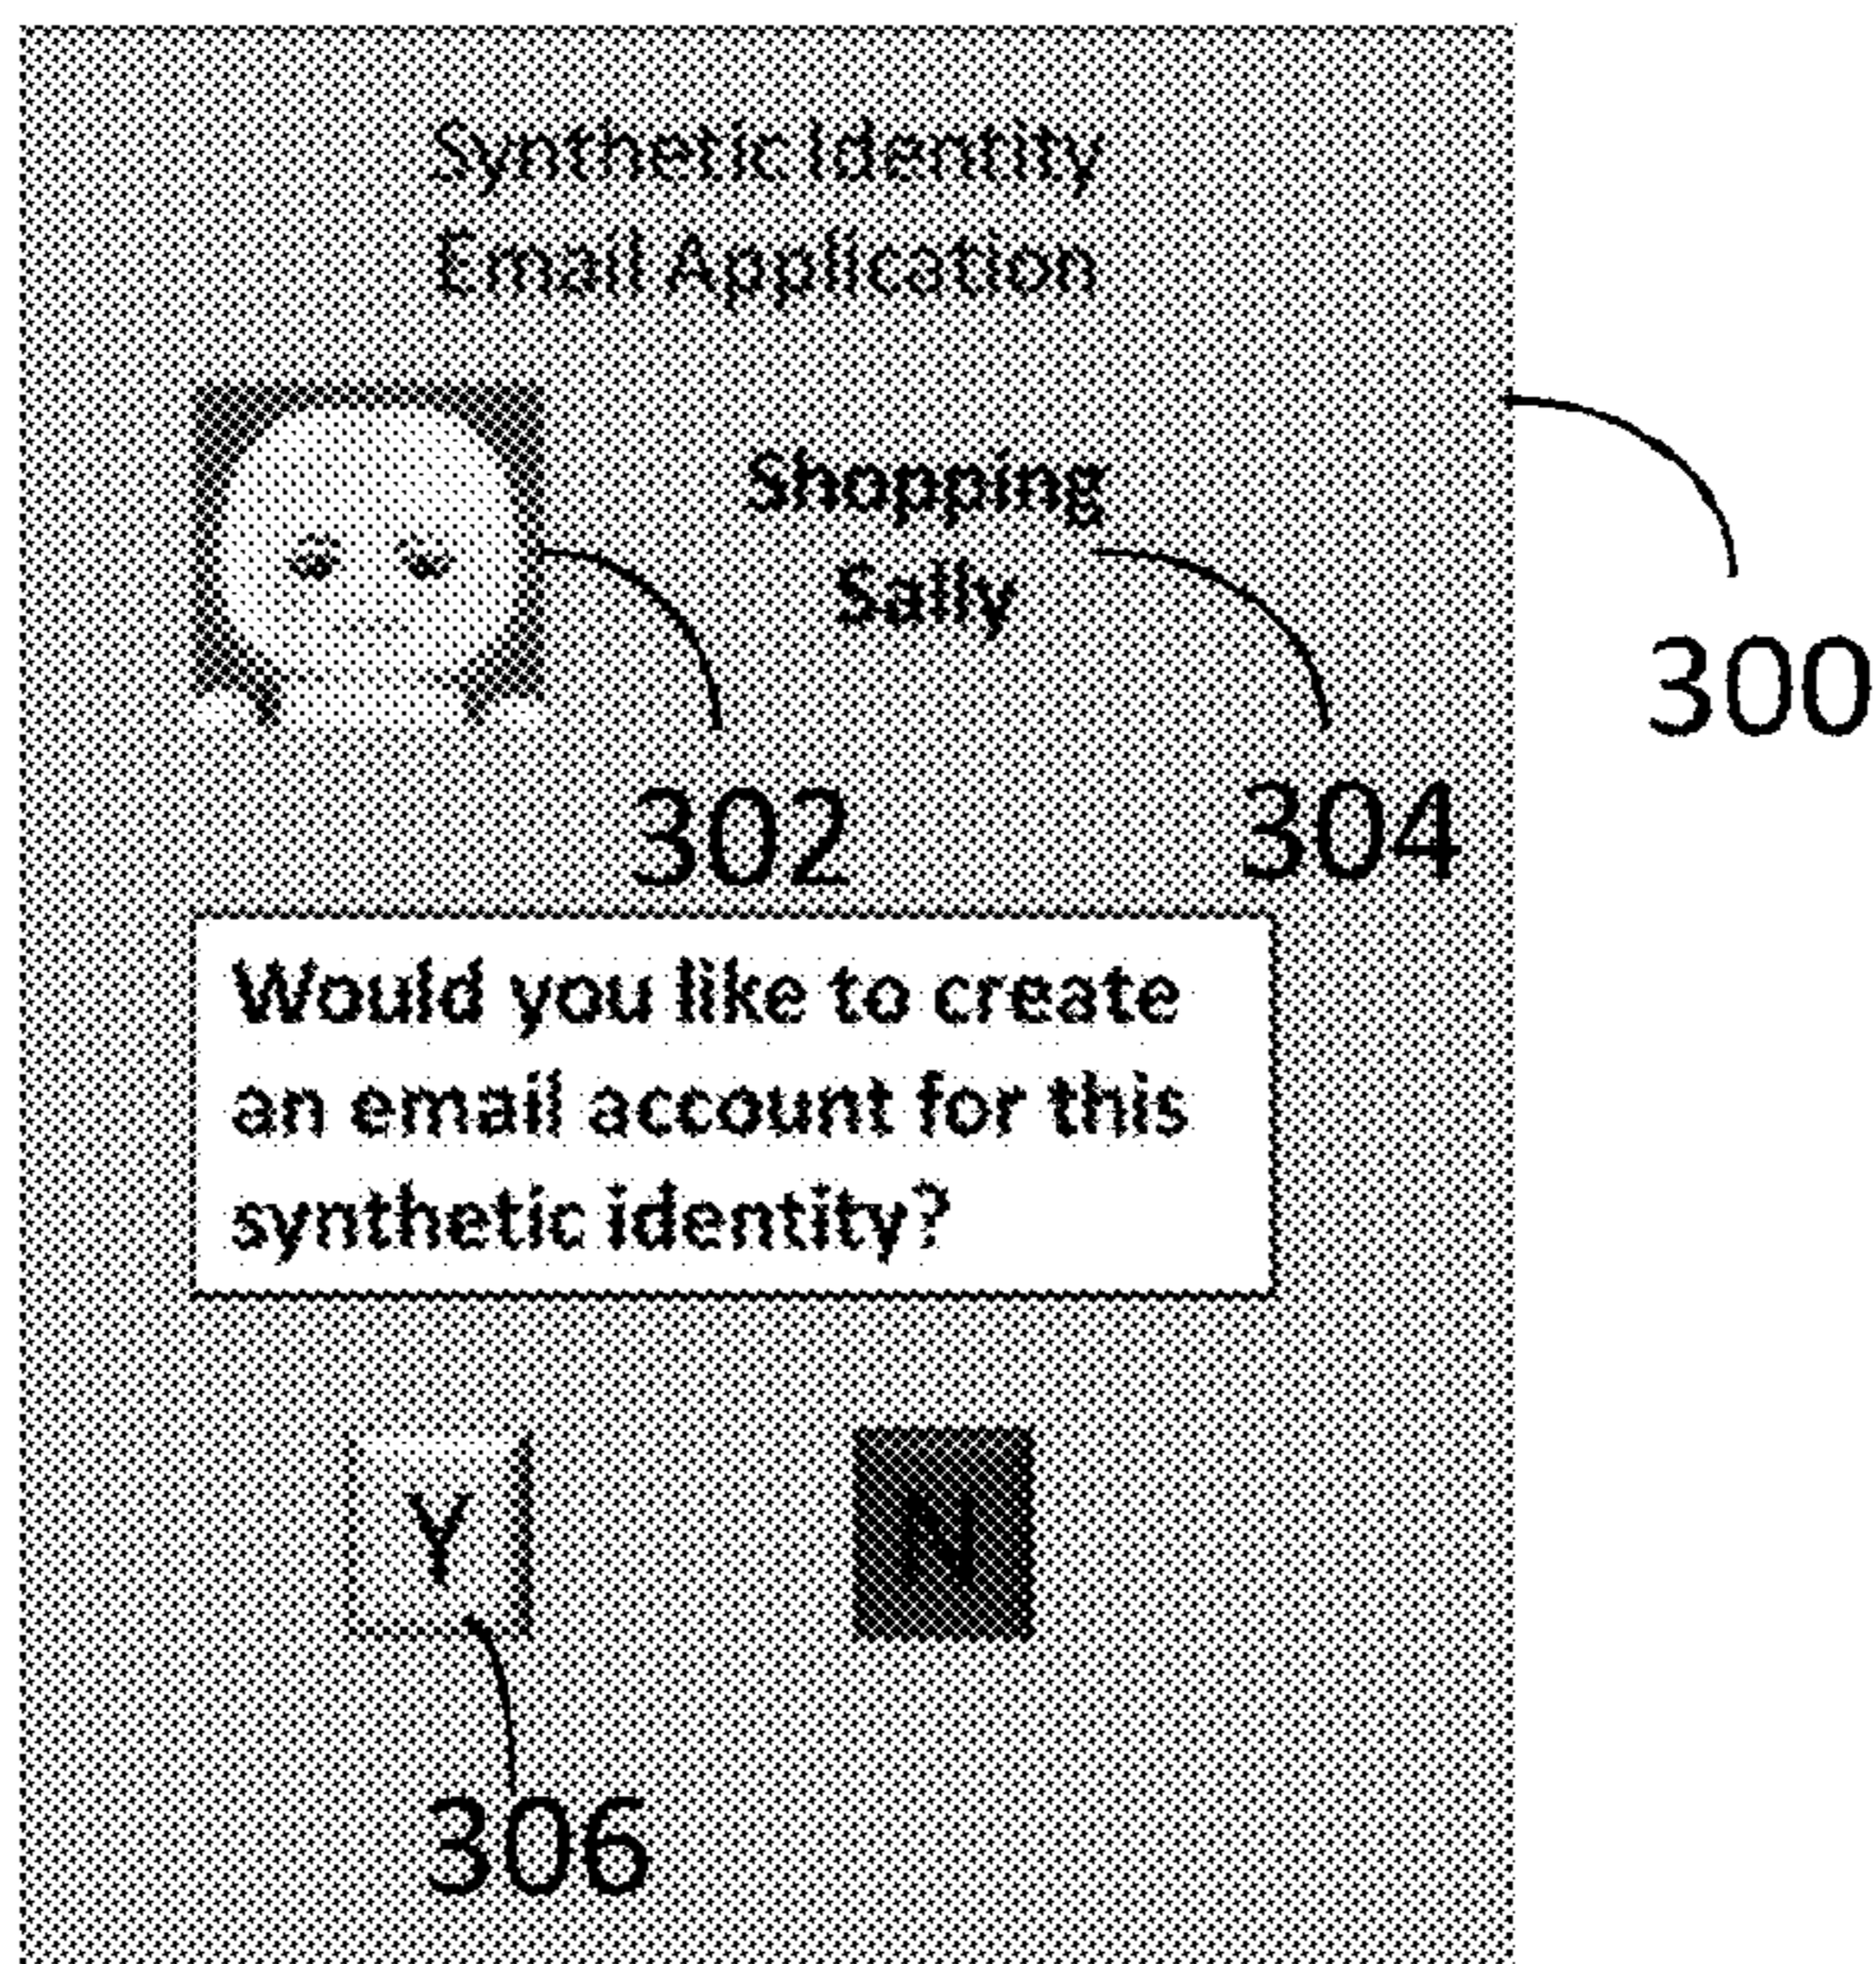 Synthetic Identity
Email Application
Shopping
Sally
300
302
304
Would you like to create
an email account for this
synthetic identity?
Y
N
306